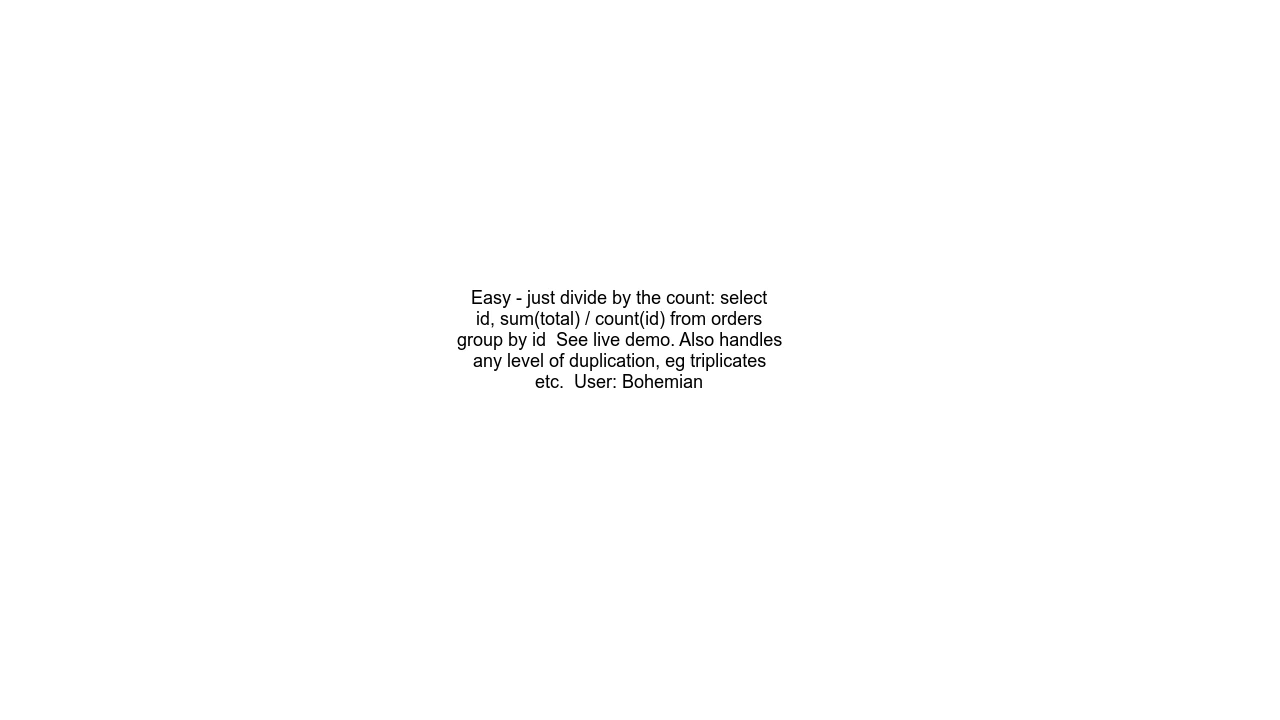 Easy - just divide by the count: select
id, sum(total) / count(id) from orders
group by id  See live demo. Also handles
any level of duplication, eg triplicates
etc.  User: Bohemian